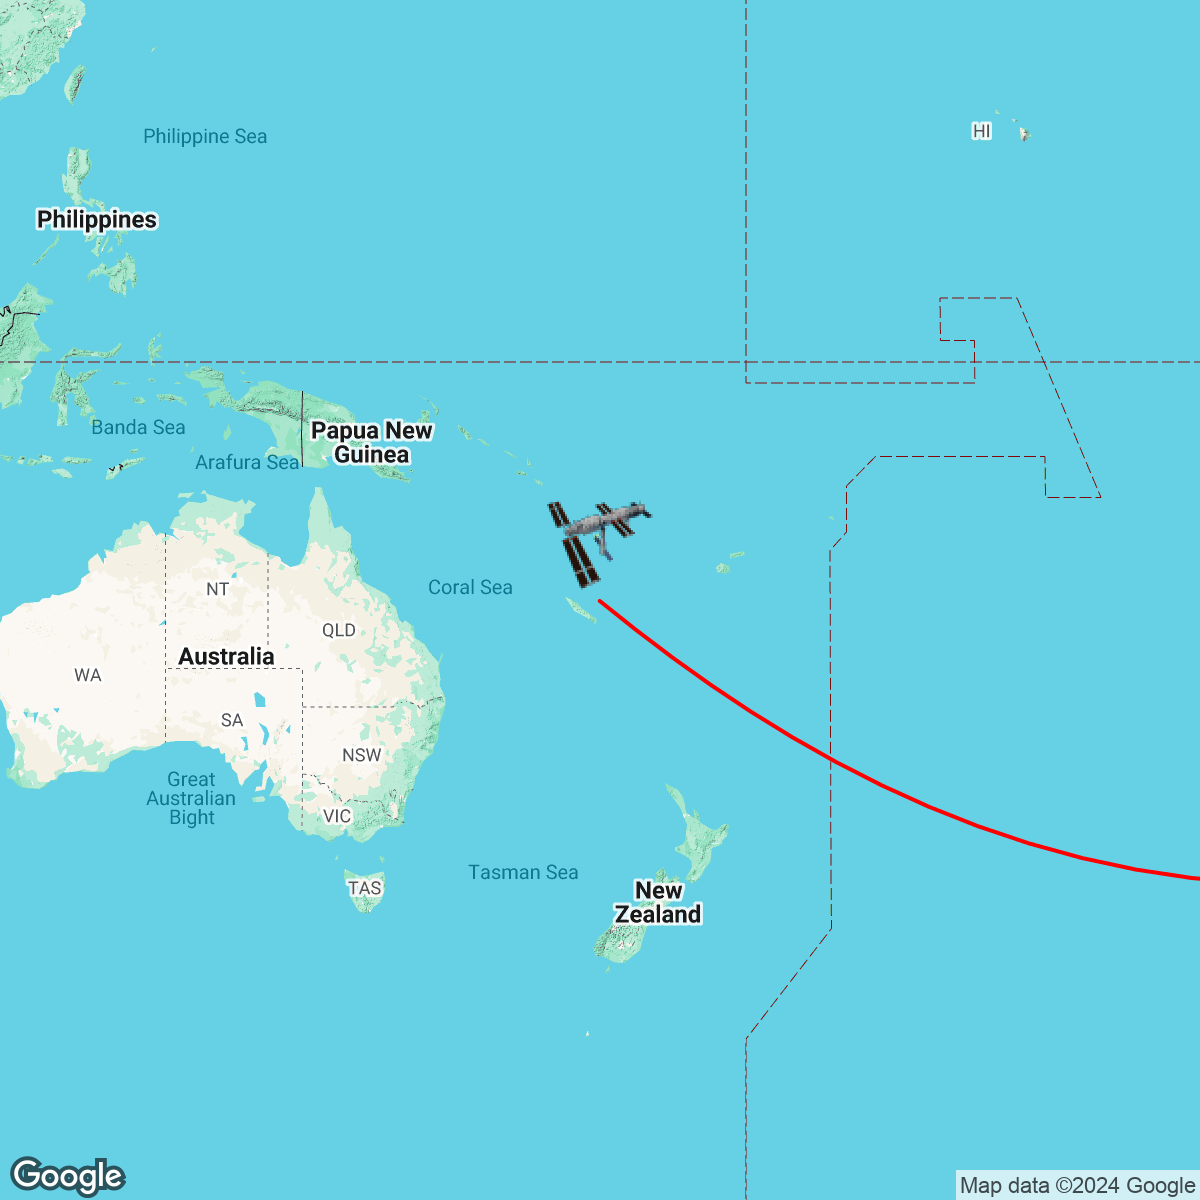 Philippine Sea
HI
Philippines
Papua New
Guinea
Banda Sea
Arafura Sea
NT
Coral Sea
QLD
Australia
WA
SA
NSW
Great
Australian
Bight
VIC
Tasman Sea
TAS
New
Zealand
Google
Map data ©2024 Google